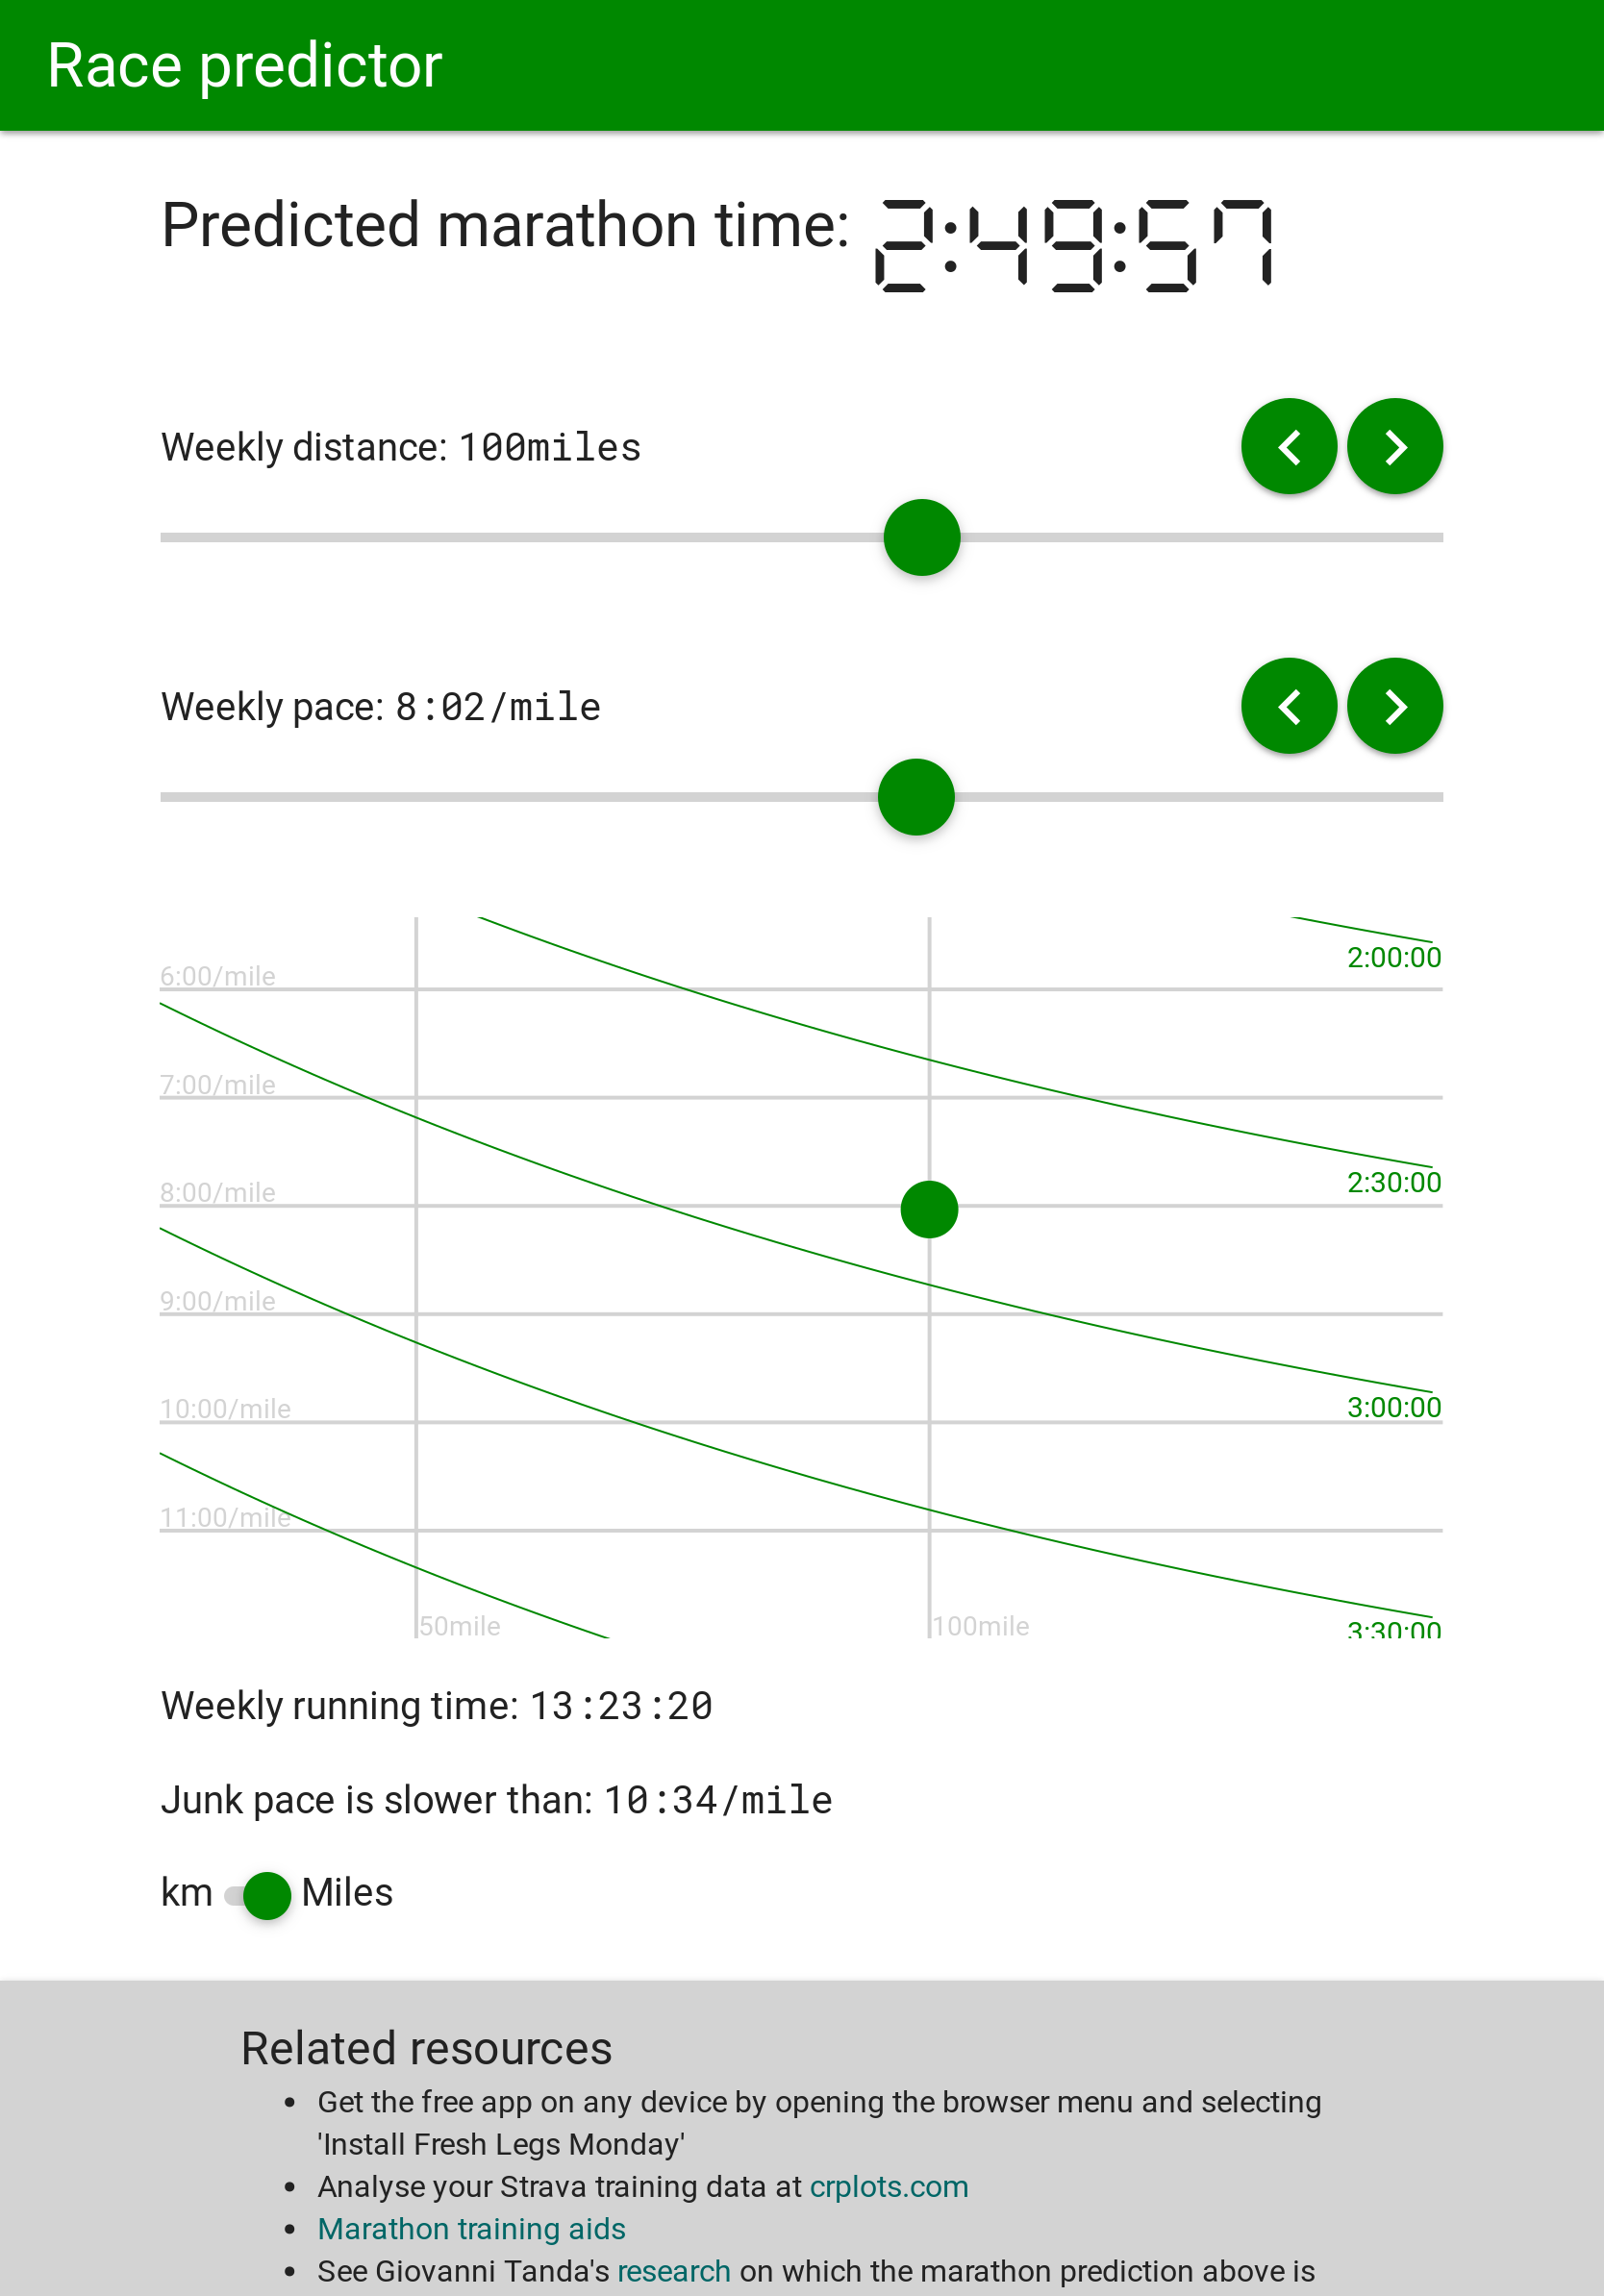 Race predictor
Predicted marathon time: 2:49:57
Weekly distance: 100miles
Weekly pace: 8:02/mile
2:00:00
6:00/mile
7:00/mile
2:30:00
8:00/mile
9:00/mile
3:00:00
10:00/mile
11:00/mile
50mile 100mile 3:30:00
Weekly running time: 13:23:20
Junk pace is slower than: 10:34/mile
km Miles
Related resources
• Get the free app on any device by opening the browser menu and selecting
'Install Fresh Legs Monday'
• Analyse your Strava training data at crplots.com
• Marathon training aids
• See Giovanni Tanda's research on which the marathon prediction above is